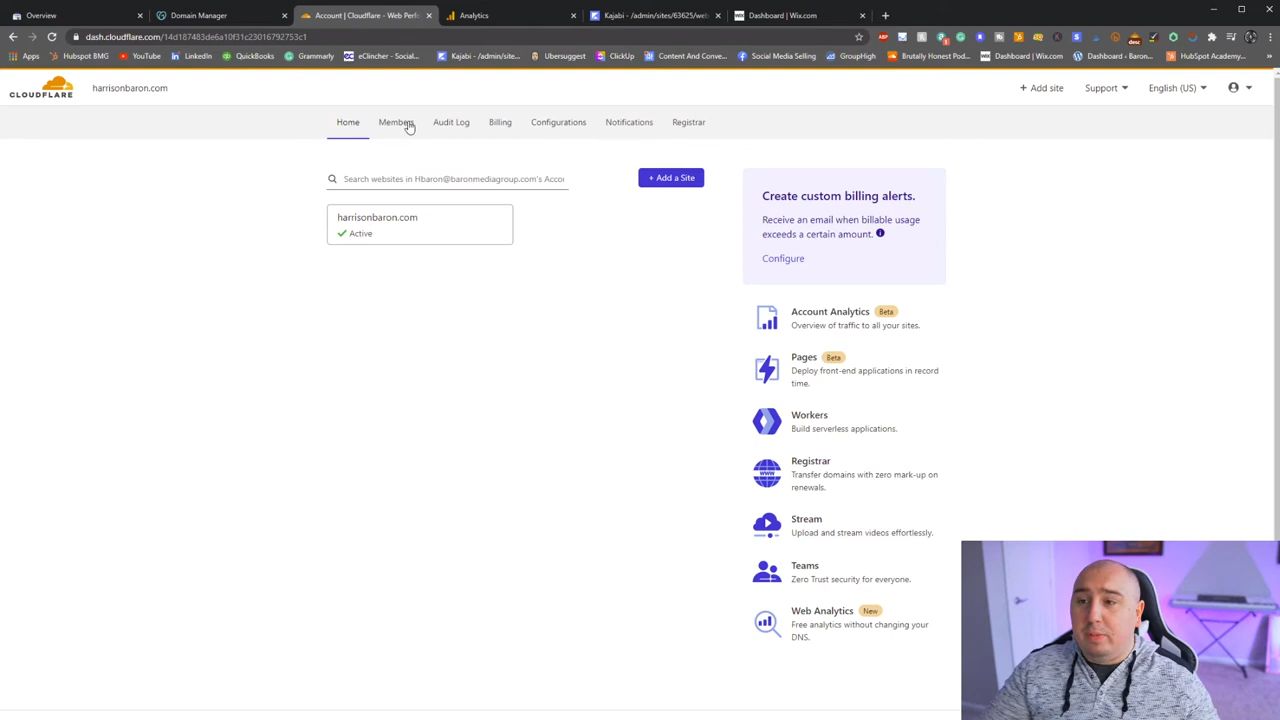 Overview
Domain Manager
Account | Cloudflare - Web Perf
Analytics
Kajabi - /admin/sites/63625/web
Dashboard | Wix.com
dash.cloudflare.com/14d187483de6a10f31c23016792753c1
Apps
Hubspot BMG
YouTube
LinkedIn
QuickBooks
Grammarly
eClincher - Social...
Kajabi - /admin/site...
Ubersuggest
ClickUp
Content And Conve...
Social Media Selling
GroupHigh
Brutally Honest Pod...
Dashboard | Wix.com
Dashboard ‹ Baron...
HubSpot Academy...
CLOUDFLARE
harrisonbaron.com
+ Add site
Support
English (US)
Home
Members
Audit Log
Billing
Configurations
Notifications
Registrar
Search websites in Hbaron@baronmediagroup.com's Accou
+ Add a Site
harrisonbaron.com
Active
Create custom billing alerts.
Receive an email when billable usage
exceeds a certain amount.
Configure
Account Analytics Beta
Overview of traffic to all your sites.
Pages Beta
Deploy front-end applications in record
time.
Workers
Build serverless applications.
Registrar
Transfer domains with zero mark-up on
renewals.
Stream
Upload and stream videos effortlessly.
Teams
Zero Trust security for everyone.
Web Analytics New
Free analytics without changing your
DNS.